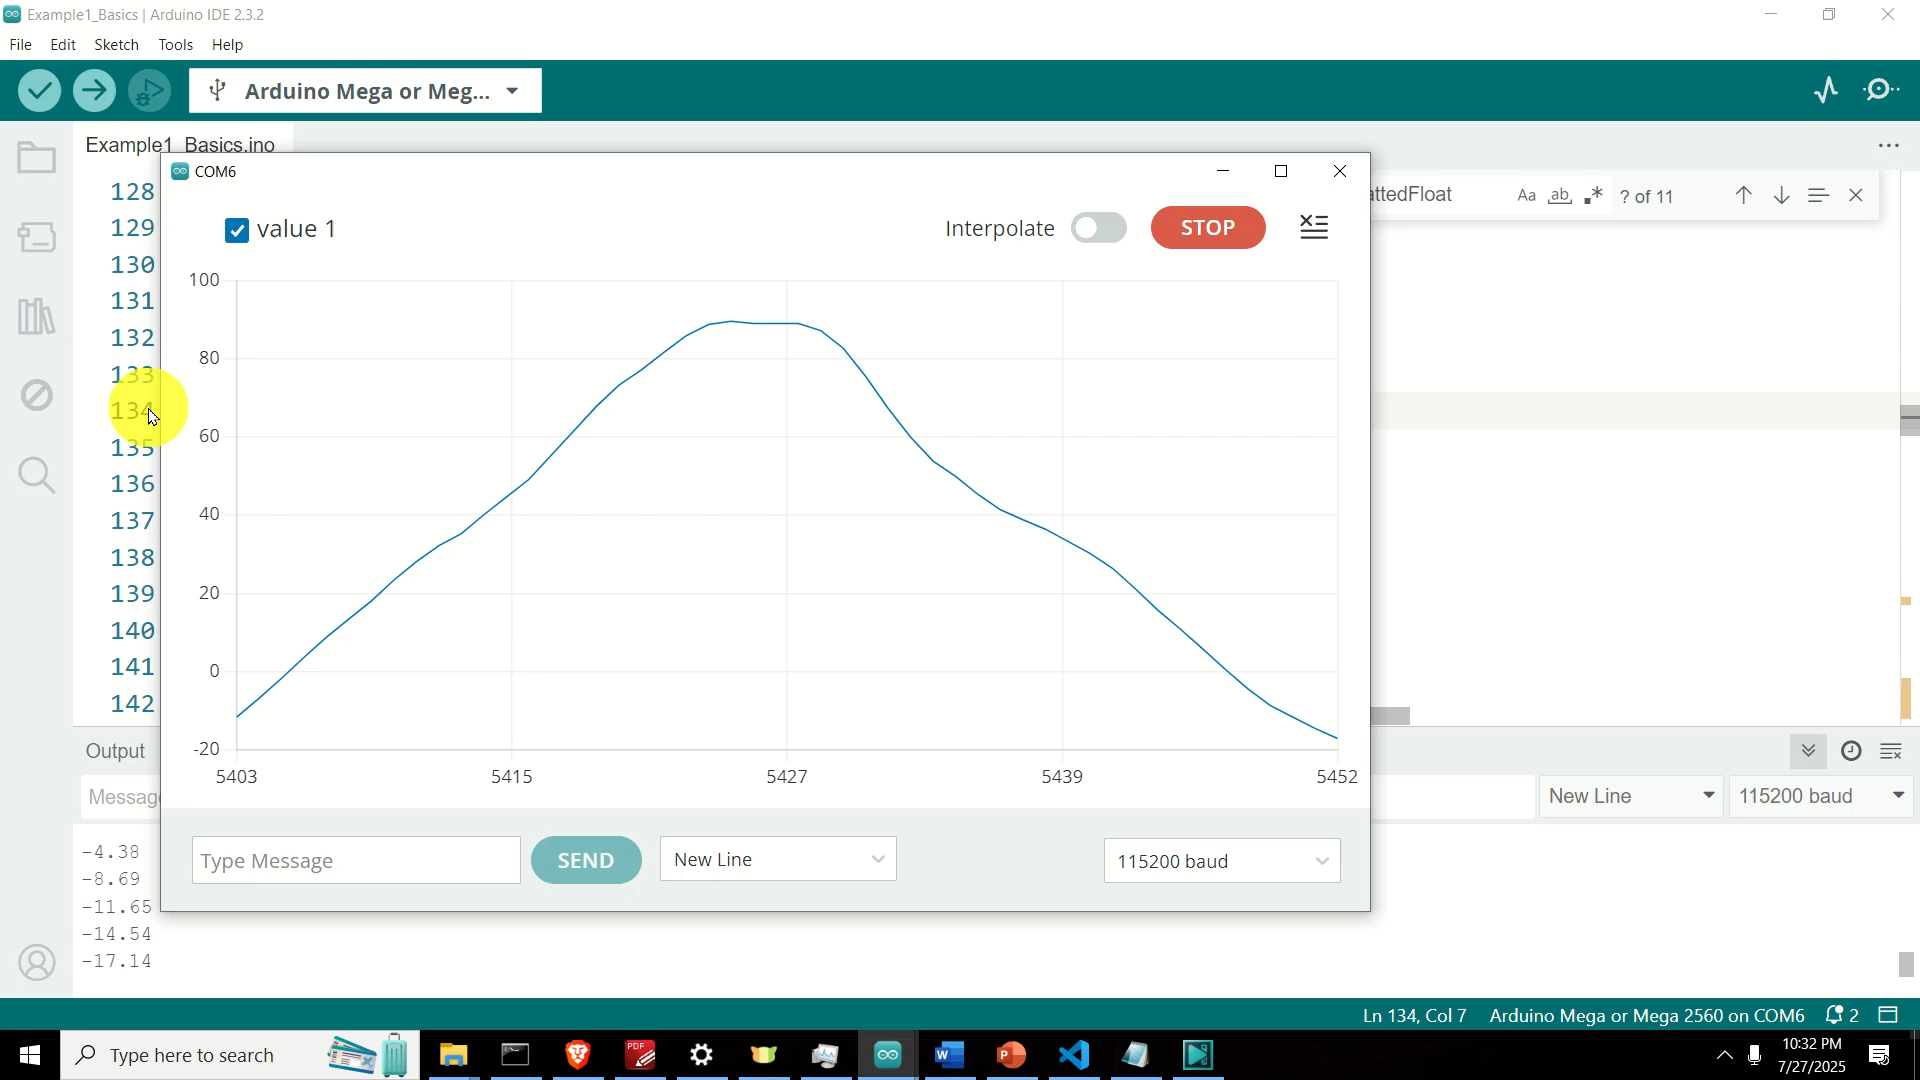 Example1_Basics | Arduino IDE 2.3.2
File Edit Sketch Tools Help
Arduino Mega or Meg...
Example1_Basics.ino
COM6
128
129
130
131
132
133
134
135
136
137
138
139
140
141
142
ttedFloat
Aa ab .* ? of 11
value 1
Interpolate STOP
100
80
60
40
20
0
-20
5403 5415 5427 5439 5452
Output
Messag
New Line 115200 baud
Type Message SEND New Line 115200 baud
-4.38
-8.69
-11.65
-14.54
-17.14
Ln 134, Col 7 Arduino Mega or Mega 2560 on COM6 2
Type here to search
PDF
W
P
10:32 PM
7/27/2025